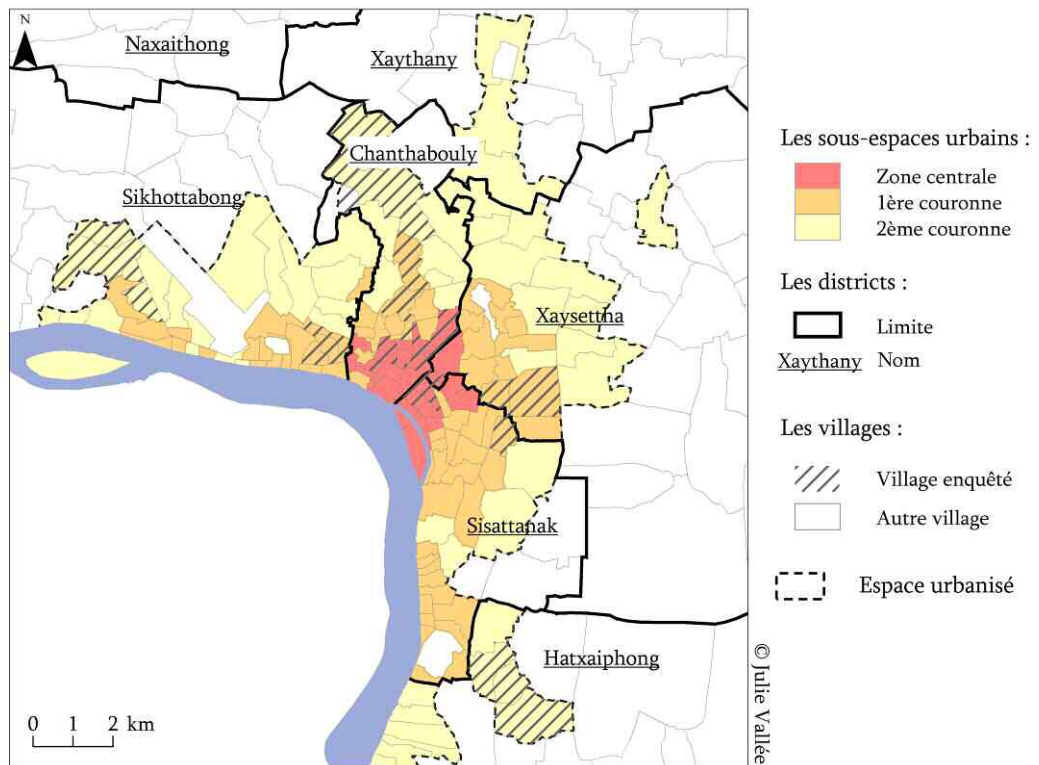 N
Naxaithong
Xaythany
Chanthabouly
Sikhottabong
Xaysettha
Sisattanak
Hatxaiphong
0 1 2 km
Les sous-espaces urbains :
Zone centrale
1ère couronne
2ème couronne
Les districts :
Limite
Xaythany Nom
Les villages :
Village enquêté
Autre village
Espace urbanisé
© Julie Vallée